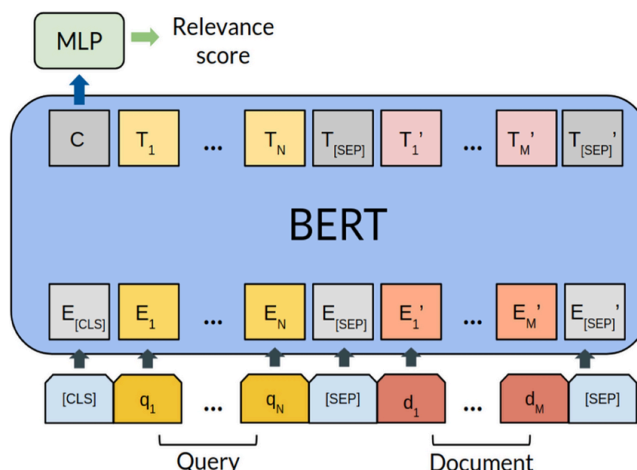 MLP
Relevance
score
C T1 ... TN T[SEP] T1' ... TM' T[SEP]'
BERT
E[CLS] E1 ... EN E[SEP] E1' ... EM' E[SEP]'
[CLS] q1 ... qN [SEP] d1 ... dM [SEP]
Query Document